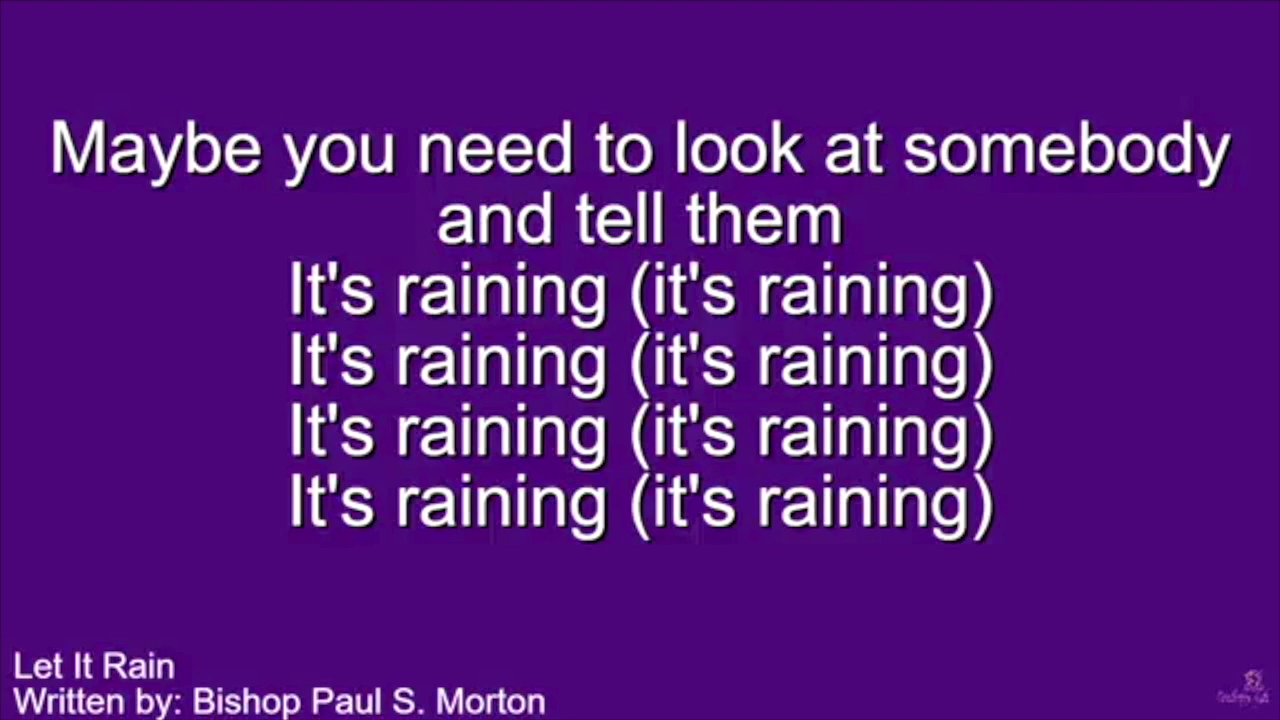 Maybe you need to look at somebody
and tell them
It's raining (it's raining)
It's raining (it's raining)
It's raining (it's raining)
It's raining (it's raining)
Let It Rain
Written by: Bishop Paul S. Morton